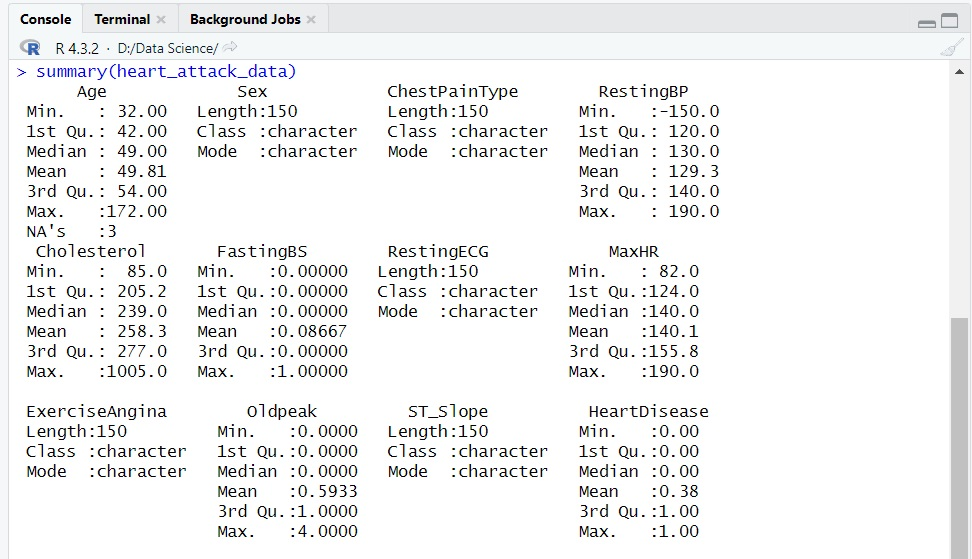 Console Terminal Background Jobs
R R 4.3.2 · D:/Data Science/
> summary(heart_attack_data)
      Age             Sex            ChestPainType        RestingBP
 Min.   : 32.00   Length:150         Length:150         Min.   :-150.0
 1st Qu.: 42.00   Class :character   Class :character   1st Qu.: 120.0
 Median : 49.00   Mode  :character   Mode  :character   Median : 130.0
 Mean   : 49.81                                         Mean   : 129.3
 3rd Qu.: 54.00                                         3rd Qu.: 140.0
 Max.   :172.00                                         Max.   : 190.0
 NA's   :3
  Cholesterol       FastingBS        RestingECG            MaxHR
 Min.   :  85.0   Min.   :0.00000   Length:150         Min.   : 82.0
 1st Qu.: 205.2   1st Qu.:0.00000   Class :character   1st Qu.:124.0
 Median : 239.0   Median :0.00000   Mode  :character   Median :140.0
 Mean   : 258.3   Mean   :0.08667                      Mean   :140.1
 3rd Qu.: 277.0   3rd Qu.:0.00000                      3rd Qu.:155.8
 Max.   :1005.0   Max.   :1.00000                      Max.   :190.0
 ExerciseAngina        Oldpeak         ST_Slope          HeartDisease
 Length:150         Min.   :0.0000   Length:150         Min.   :0.00
 Class :character   1st Qu.:0.0000   Class :character   1st Qu.:0.00
 Mode  :character   Median :0.0000   Mode  :character   Median :0.00
                    Mean   :0.5933                      Mean   :0.38
                    3rd Qu.:1.0000                      3rd Qu.:1.00
                    Max.   :4.0000                      Max.   :1.00